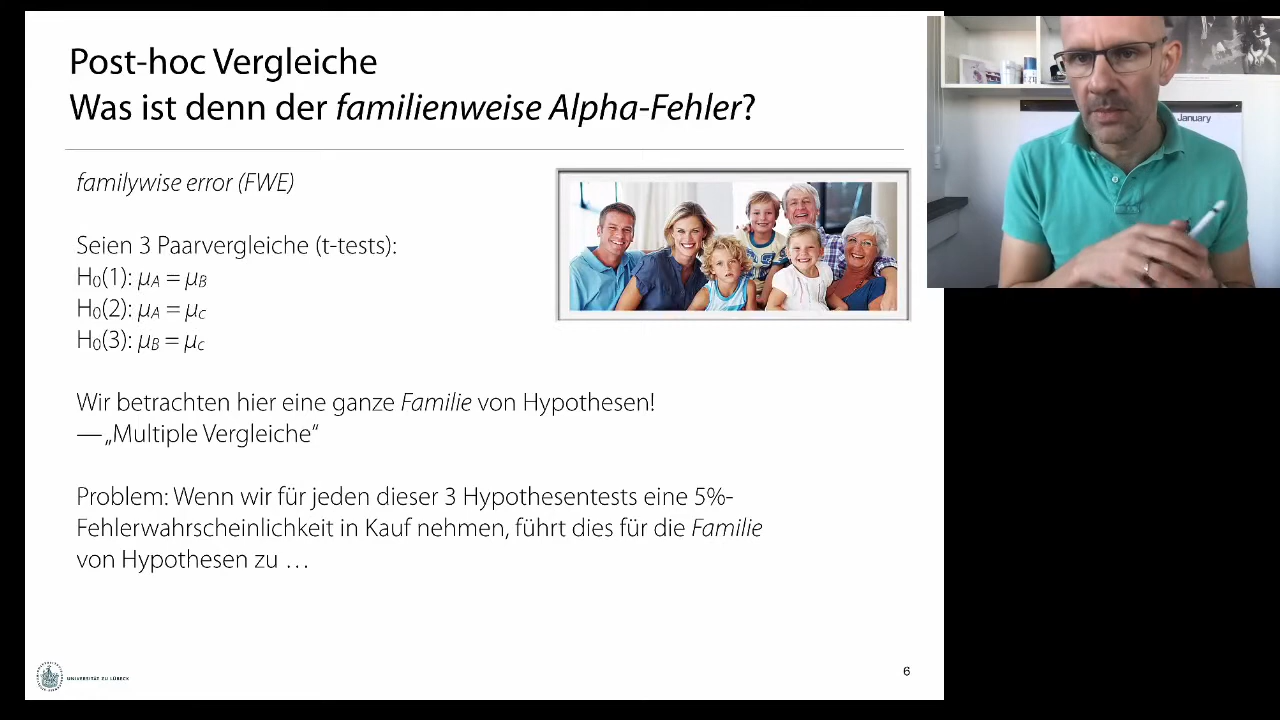 Post-hoc Vergleiche
Was ist denn der familienweise Alpha-Fehler?
familywise error (FWE)
Seien 3 Paarvergleiche (t-tests):
H₀(1): μA = μB
H₀(2): μA = μC
H₀(3): μB = μC
Wir betrachten hier eine ganze Familie von Hypothesen!
— „Multiple Vergleiche“
Problem: Wenn wir für jeden dieser 3 Hypothesentests eine 5%-
Fehlerwahrscheinlichkeit in Kauf nehmen, führt dies für die Familie
von Hypothesen zu …
UNIVERSITÄT ZU LÜBECK
6
January